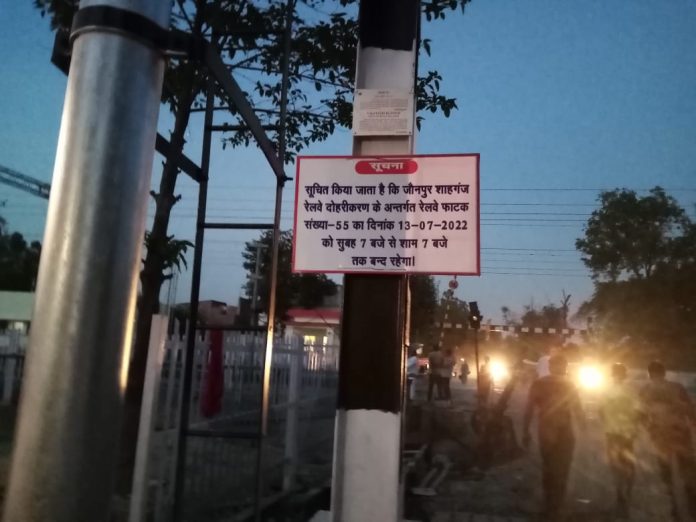 सूचना
सूचित किया जाता है कि जौनपुर शाहगंज
रेलवे दोहरीकरण के अन्तर्गत रेलवे फाटक
संख्या-55 का दिनांक 13-07-2022
को सुबह 7 बजे से शाम 7 बजे
तक बन्द रहेगा।